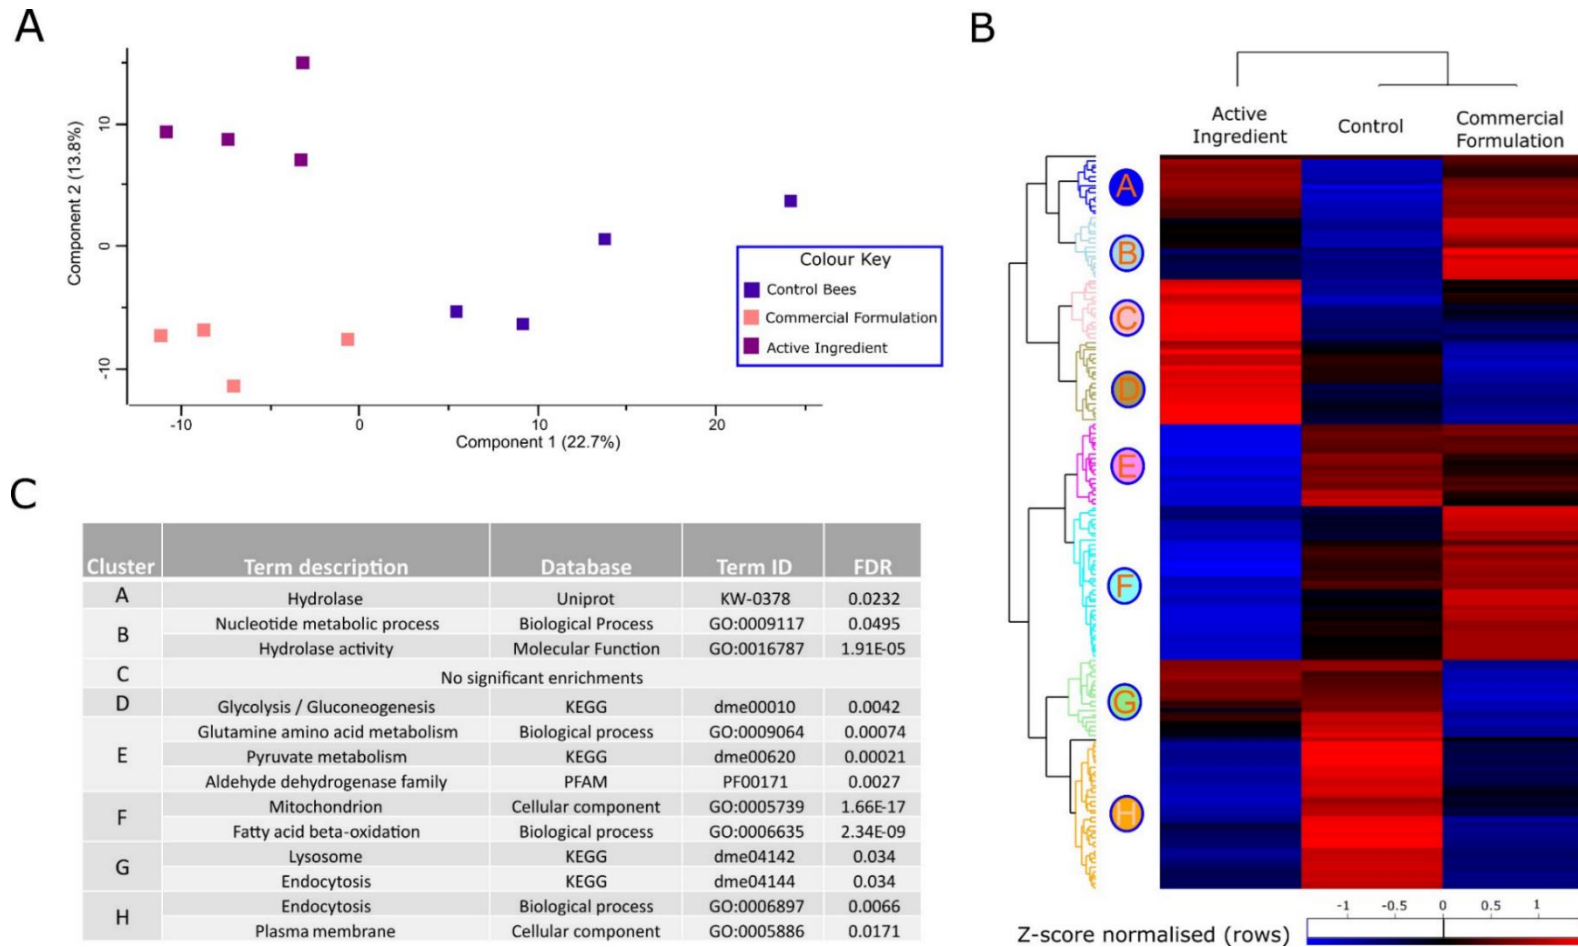 A
Component 2 (13.8%)
10
0
-10
-10
0
10
20
Component 1 (22.7%)
Colour Key
Control Bees
Commercial Formulation
Active Ingredient
B
Active
Ingredient
Control
Commercial
Formulation
A
B
C
D
E
F
G
H
-1 -0.5 0 0.5 1
Z-score normalised (rows)
C
Cluster Term description Database Term ID FDR
A Hydrolase Uniprot KW-0378 0.0232
B Nucleotide metabolic process Biological Process GO:0009117 0.0495
Hydrolase activity Molecular Function GO:0016787 1.91E-05
C No significant enrichments
D Glycolysis / Gluconeogenesis KEGG dme00010 0.0042
E Glutamine amino acid metabolism Biological process GO:0009064 0.00074
Pyruvate metabolism KEGG dme00620 0.00021
Aldehyde dehydrogenase family PFAM PF00171 0.0027
F Mitochondrion Cellular component GO:0005739 1.66E-17
Fatty acid beta-oxidation Biological process GO:0006635 2.34E-09
G Lysosome KEGG dme04142 0.034
Endocytosis KEGG dme04144 0.034
H Endocytosis Biological process GO:0006897 0.0066
Plasma membrane Cellular component GO:0005886 0.0171